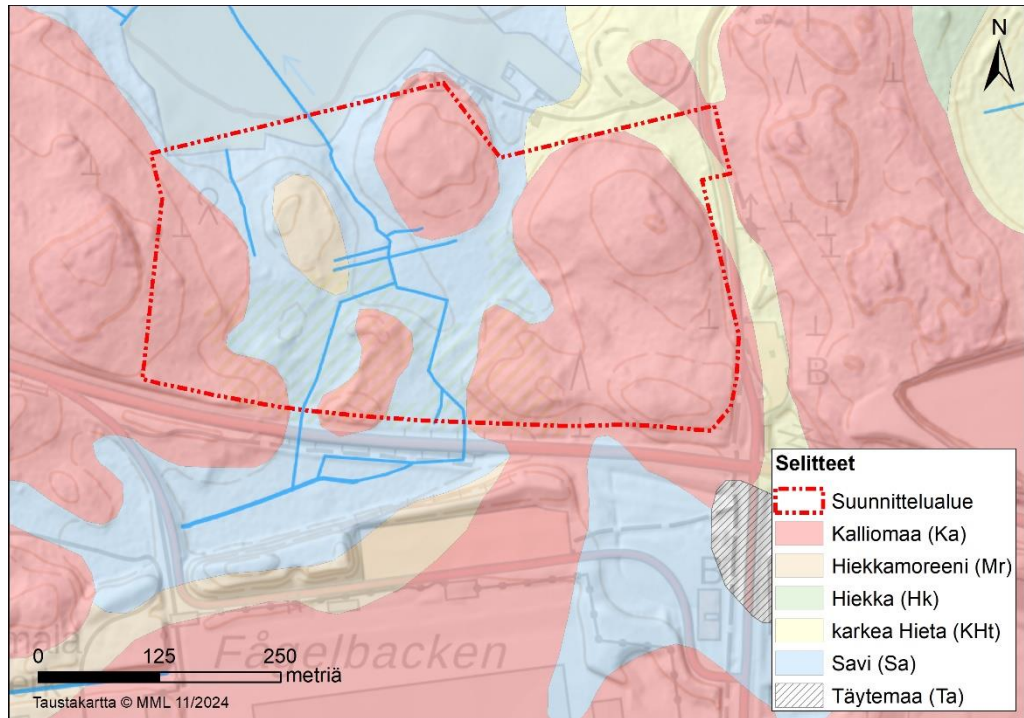 N
B
Selitteet
Suunnittelualue
Kalliomaa (Ka)
Hiekkamoreeni (Mr)
Hiekka (Hk)
karkea Hieta (KHt)
Savi (Sa)
Täytemaa (Ta)
B
Fågelbacken
0 125 250
metriä
Taustakartta © MML 11/2024